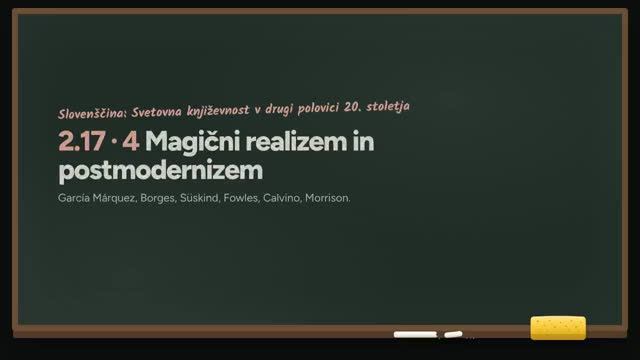 Slovenščina: Svetovna književnost v drugi polovici 20. stoletja
2.17 · 4 Magični realizem in
postmodernizem
García Márquez, Borges, Süskind, Fowles, Calvino, Morrison.